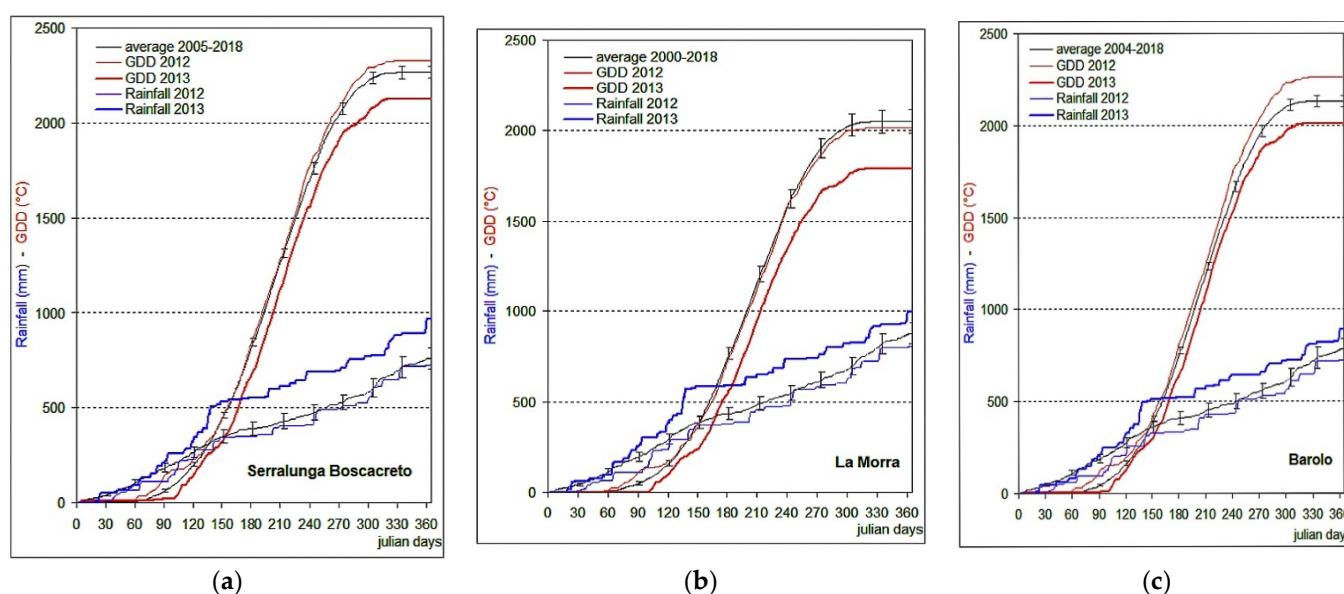 2500
2000
1500
1000
500
0
Rainfall (mm) - GDD (°C)
average 2005-2018
GDD 2012
GDD 2013
Rainfall 2012
Rainfall 2013
Serralunga Boscacreto
0 30 60 90 120 150 180 210 240 270 300 330 360
julian days
(a)
2500
2000
1500
1000
500
0
Rainfall (mm) - GDD (°C)
average 2000-2018
GDD 2012
GDD 2013
Rainfall 2012
Rainfall 2013
La Morra
0 30 60 90 120 150 180 210 240 270 300 330 360
julian days
(b)
2500
2000
1500
1000
500
0
Rainfall (mm) - GDD (°C)
average 2004-2018
GDD 2012
GDD 2013
Rainfall 2012
Rainfall 2013
Barolo
0 30 60 90 120 150 180 210 240 270 300 330
julian days
(c)